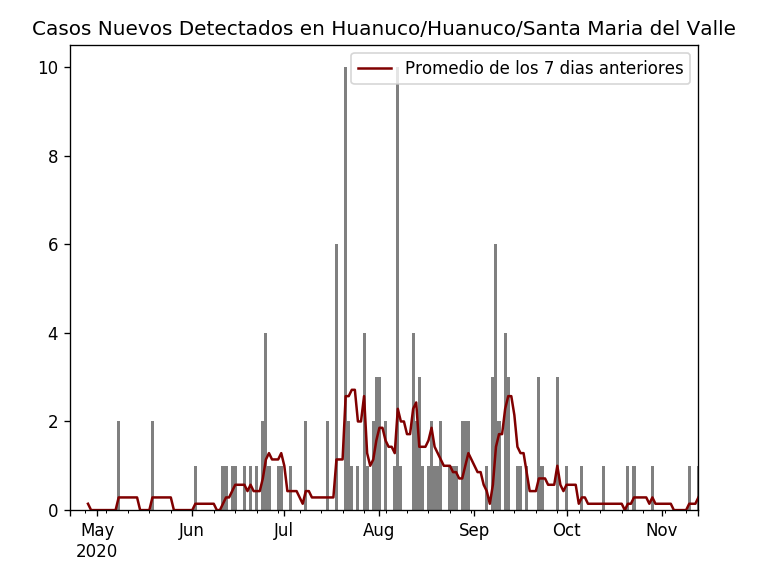 Casos Nuevos Detectados en Huanuco/Huanuco/Santa Maria del Valle
Promedio de los 7 dias anteriores
10
8
6
4
2
0
May Jun Jul Aug Sep Oct Nov
2020